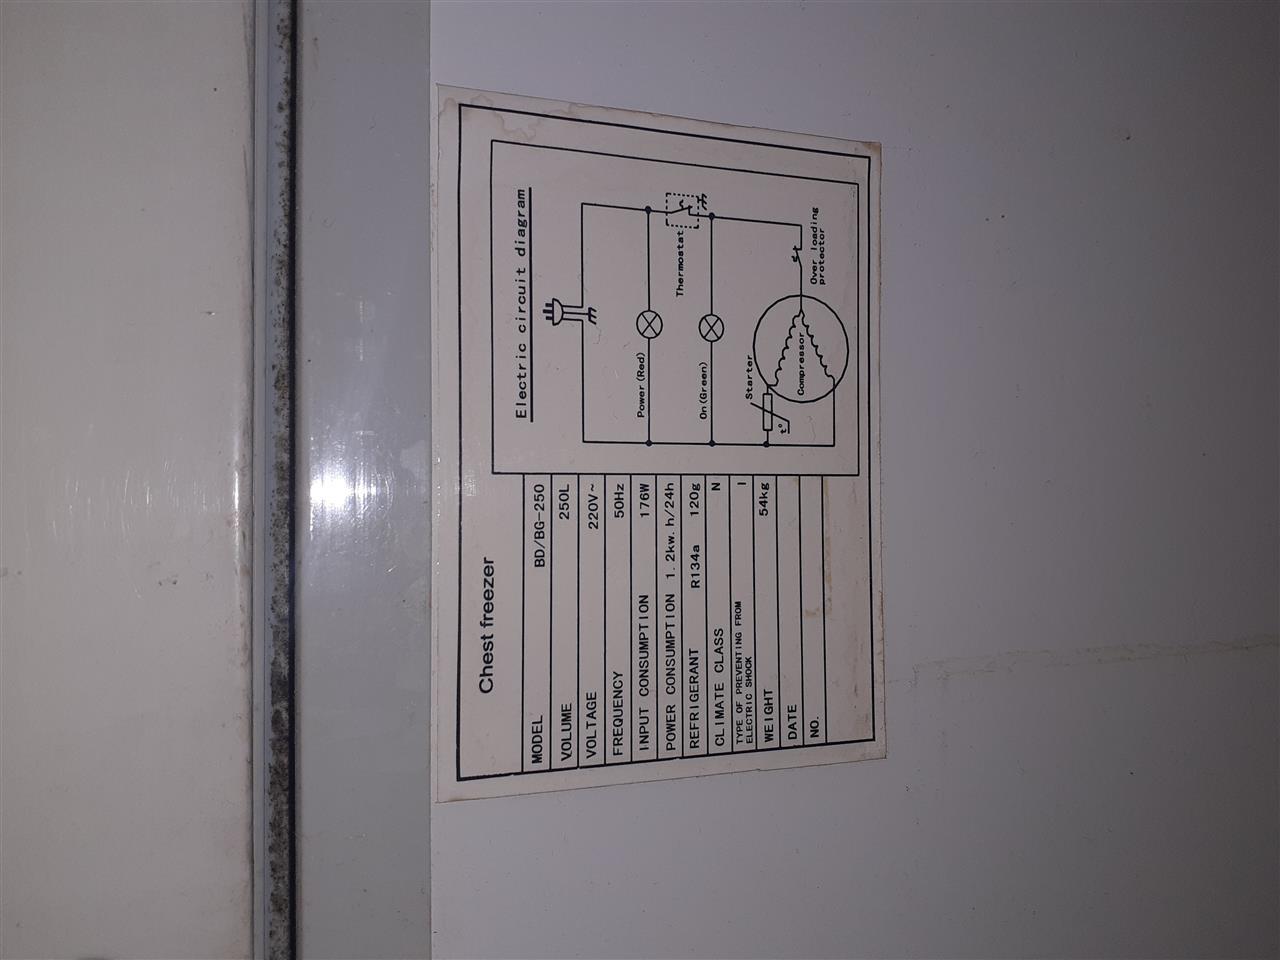 Chest freezer
MODEL BD/BG-250
VOLUME 250L
VOLTAGE 220V~
FREQUENCY 50Hz
INPUT CONSUMPTION 176W
POWER CONSUMPTION 1.2kw.h/24h
REFRIGERANT R134a 120g
CLIMATE CLASS N
TYPE OF PREVENTING FROM
ELECTRIC SHOCK I
WEIGHT 54kg
DATE
NO.
Electric circuit diagram
Power(Red)
Thermostat
On(Green)
Starter
t°
Compressor
Over loading
protector